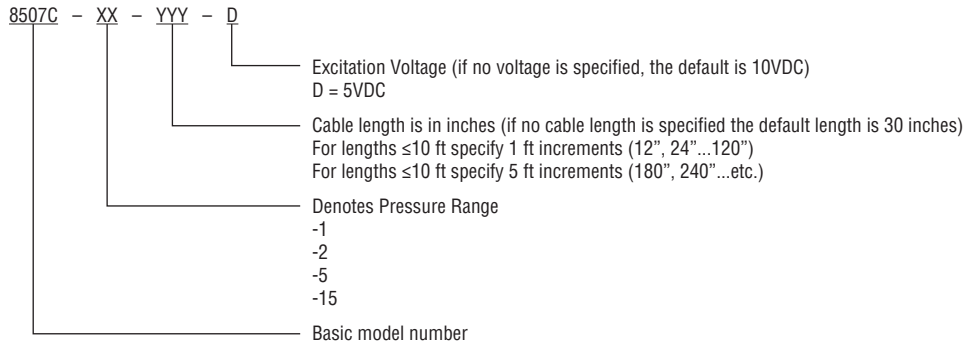 8507C – XX – YYY – D
Excitation Voltage (if no voltage is specified, the default is 10VDC)
D = 5VDC
Cable length is in inches (if no cable length is specified the default length is 30 inches)
For lengths ≤10 ft specify 1 ft increments (12”, 24”...120”)
For lengths ≤10 ft specify 5 ft increments (180”, 240”...etc.)
Denotes Pressure Range
-1
-2
-5
-15
Basic model number